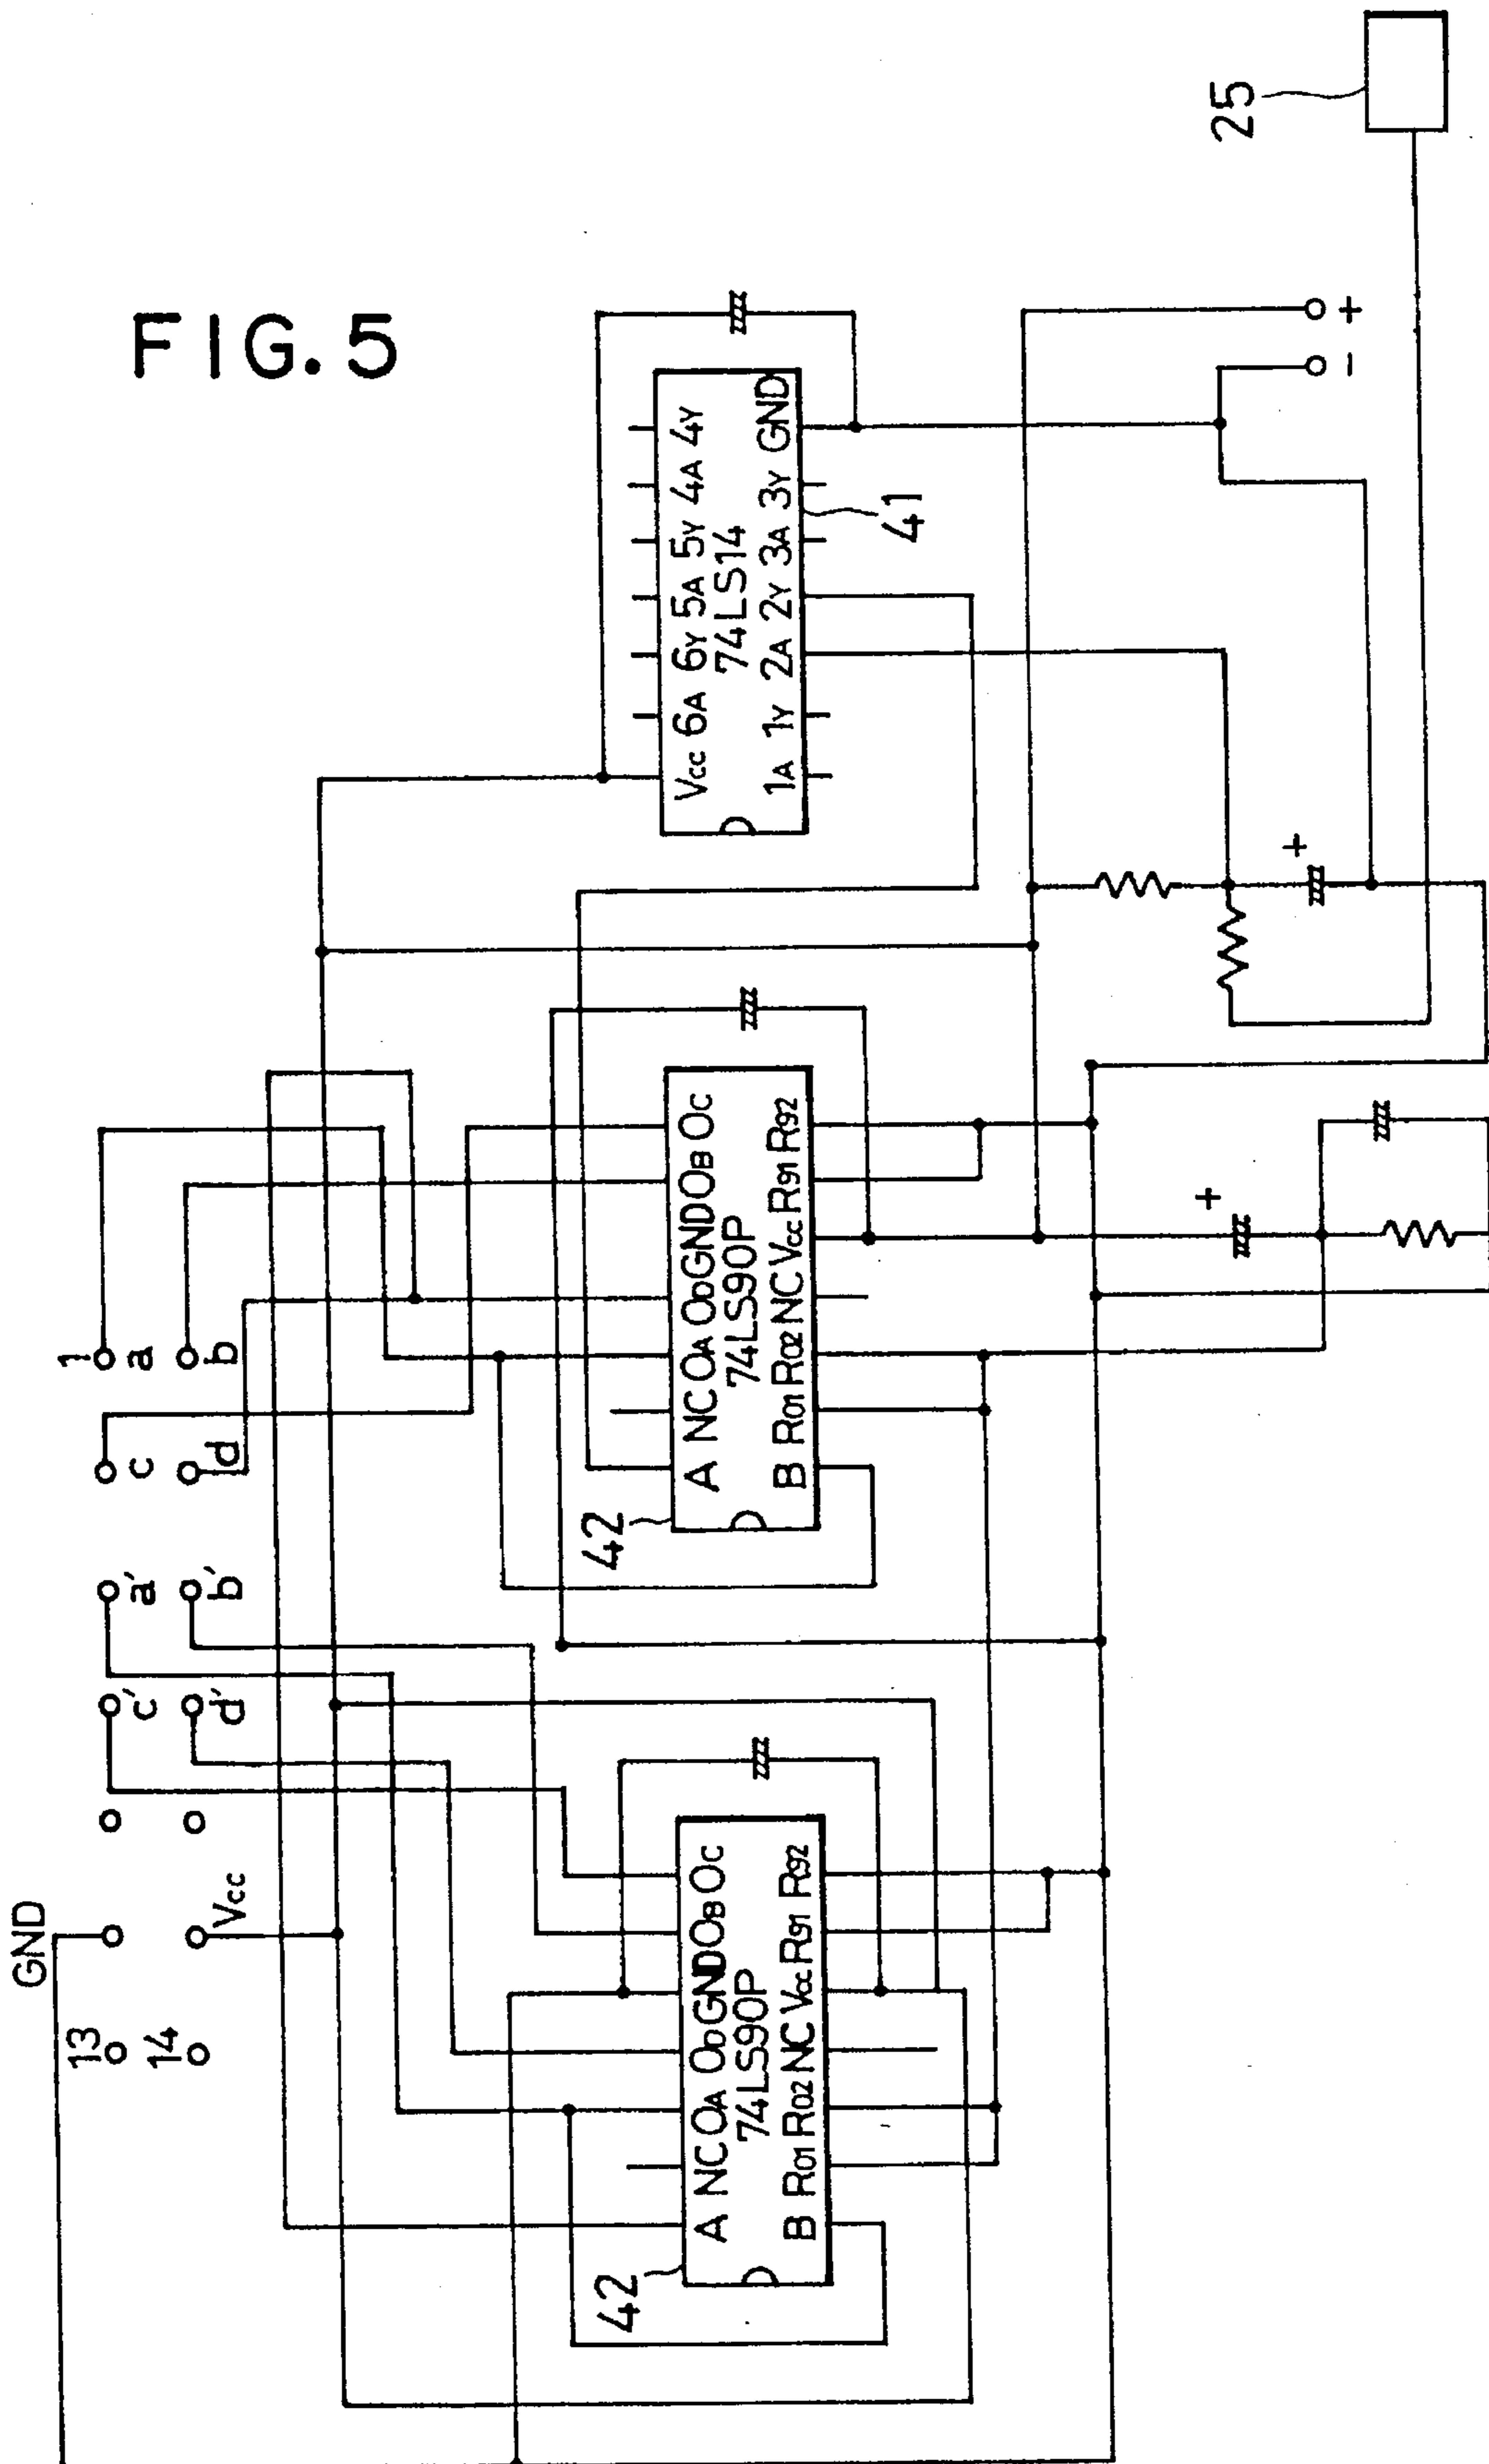 FIG. 5
GND
13
14
Vcc
c'
d'
a'
b'
c
d
1
a
b
42
A NC OA OD GND OB OC
74LS90P
B R01 R02 NC Vcc R91 R92
42
A NC OA OD GND OB OC
74LS90P
B R01 R02 NC Vcc R91 R92
Vcc 6A 6Y 5A 5Y 4A 4Y
74LS14
1A 1Y 2A 2Y 3A 3Y GND
41
+
+
-
+
25